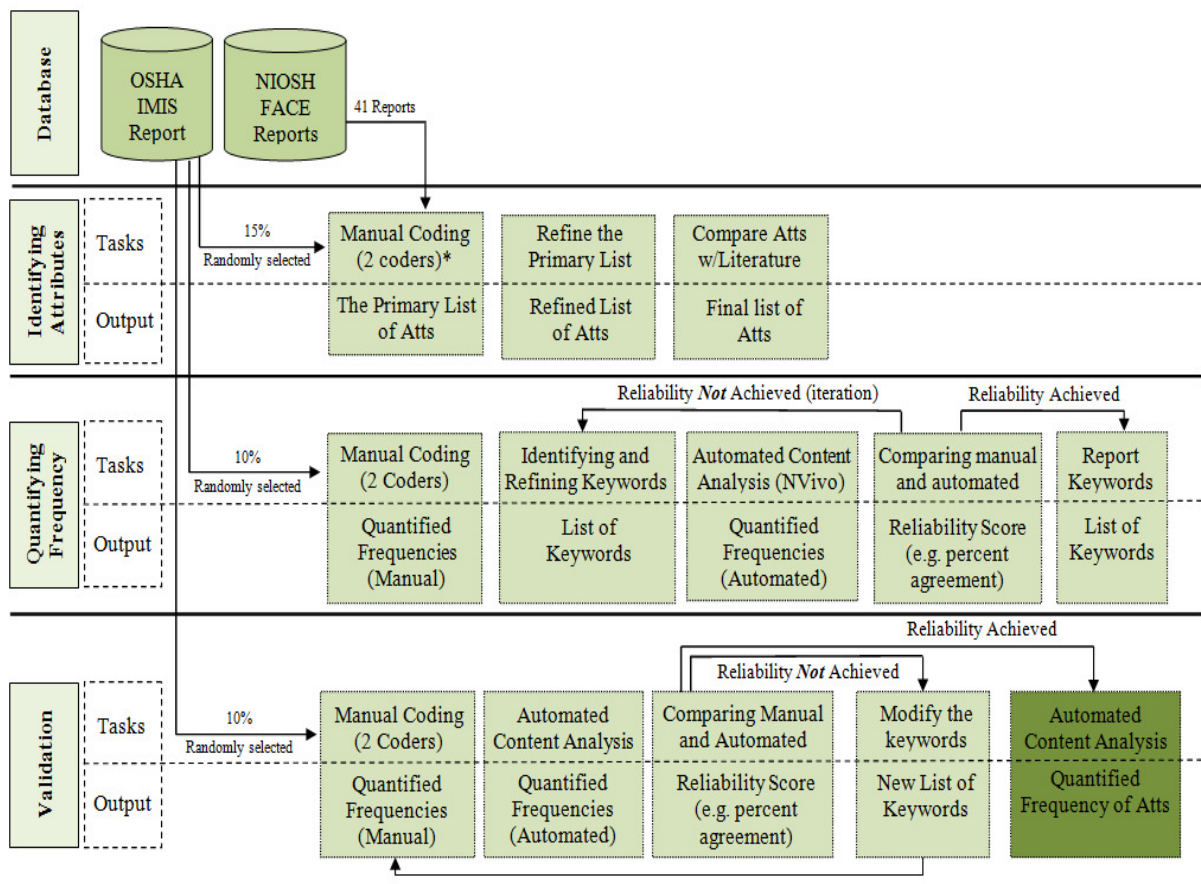 Database
OSHA
IMIS
Report
NIOSH
FACE
Reports
41 Reports
Identifying
Attributes
Tasks
Output
15%
Randomly selected
Manual Coding
(2 coders)*
The Primary List
of Atts
Refine the
Primary List
Refined List
of Atts
Compare Atts
w/Literature
Final list of
Atts
Quantifying
Frequency
Tasks
Output
10%
Randomly selected
Reliability Not Achieved (iteration)
Reliability Achieved
Manual Coding
(2 Coders)
Quantified
Frequencies
(Manual)
Identifying and
Refining Keywords
List of
Keywords
Automated Content
Analysis (NVivo)
Quantified
Frequencies
(Automated)
Comparing manual
and automated
Reliability Score
(e.g. percent
agreement)
Report
Keywords
List of
Keywords
Validation
Tasks
Output
10%
Randomly selected
Reliability Achieved
Reliability Not Achieved
Manual Coding
(2 Coders)
Quantified
Frequencies
(Manual)
Automated
Content Analysis
Quantified
Frequencies
(Automated)
Comparing Manual
and Automated
Reliability Score
(e.g. percent
agreement)
Modify the
keywords
New List of
Keywords
Automated
Content Analysis
Quantified
Frequency of Atts